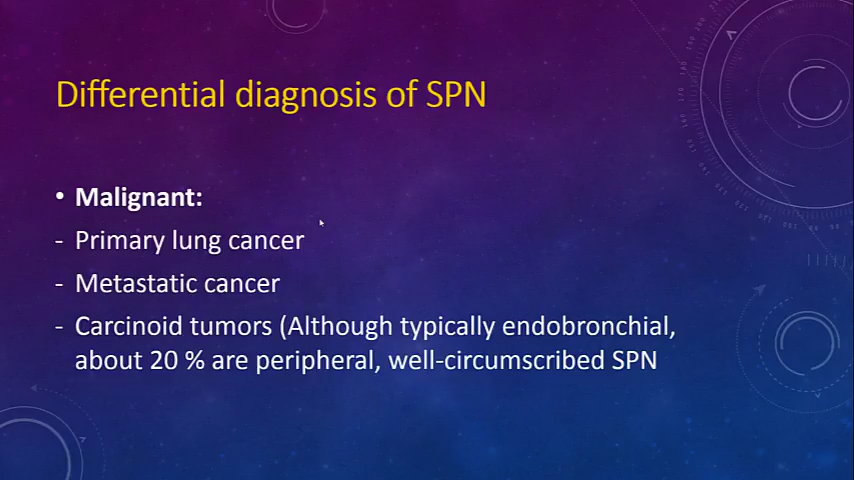 Differential diagnosis of SPN
• Malignant:
- Primary lung cancer
- Metastatic cancer
- Carcinoid tumors (Although typically endobronchial,
about 20 % are peripheral, well-circumscribed SPN